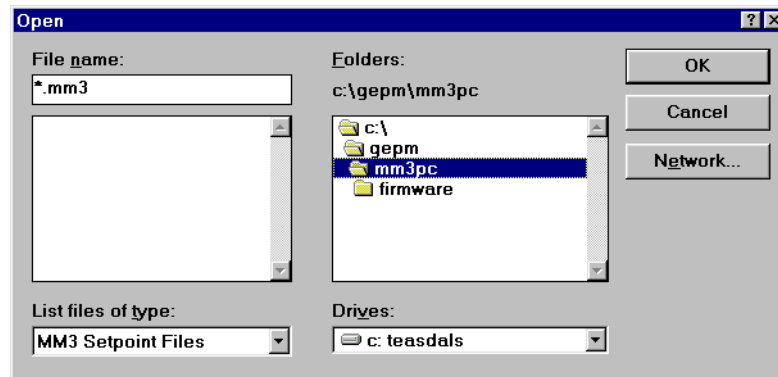 Open
File name:
*.mm3
Folders:
c:\gepm\mm3pc
c:\
gepm
mm3pc
firmware
OK
Cancel
Network...
List files of type:
MM3 Setpoint Files
Drives:
c: teasdals